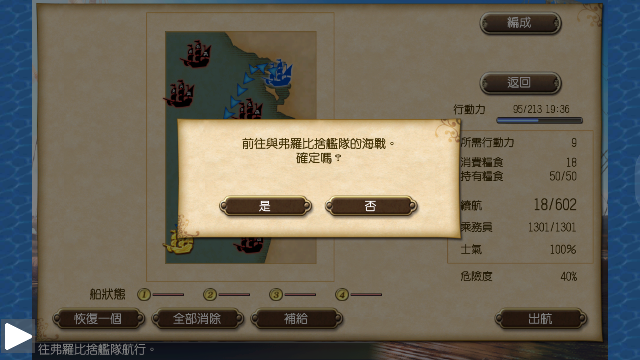 編成
返回
行動力 95/213 19:36
前往與弗羅比捨艦隊的海戰。
確定嗎？
是 否
所需行動力 9
消費糧食 18
持有糧食 50/50
續航 18/602
乘務員 1301/1301
士氣 100%
危險度 40%
船狀態 1 2 3 4
恢復一個 全部消除 補給 出航
往弗羅比捨艦隊航行。